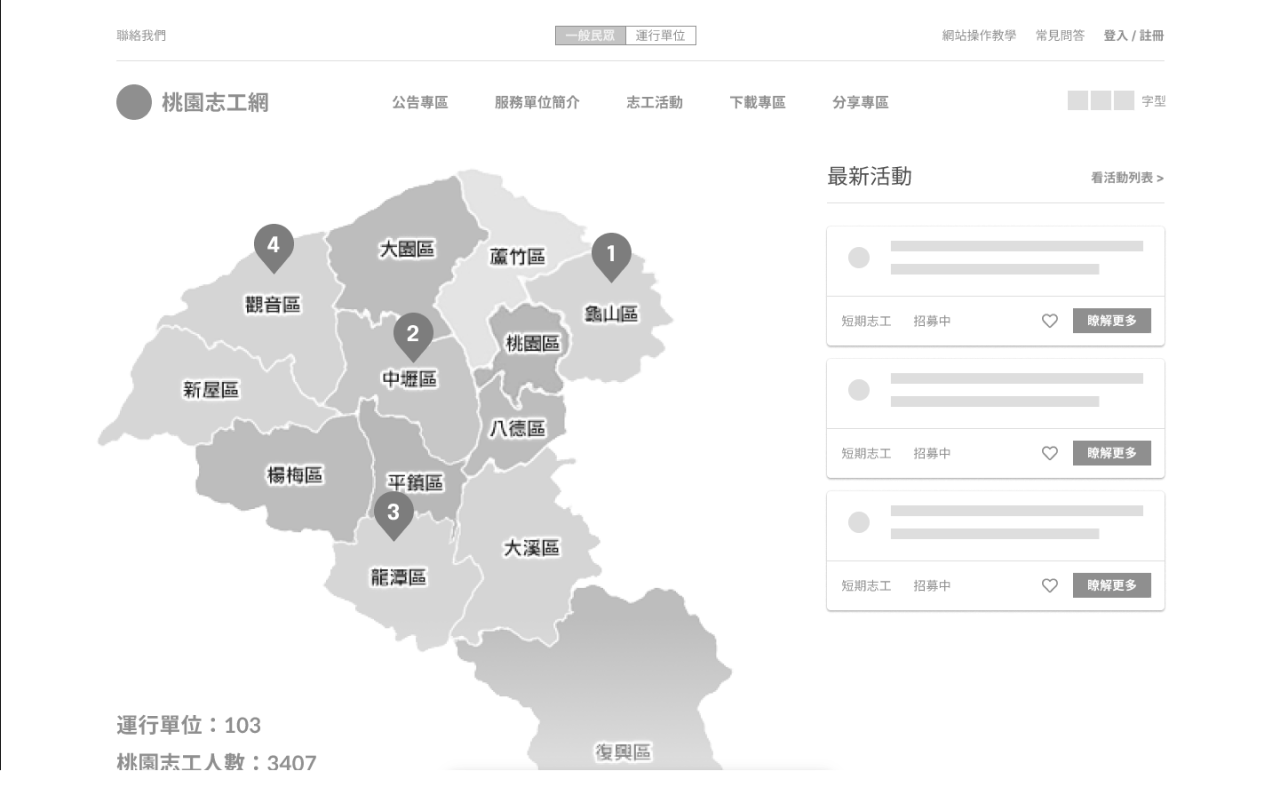 聯絡我們
一般民眾 運行單位
網站操作教學 常見問答 登入 / 註冊
桃園志工網
公告專區 服務單位簡介 志工活動 下載專區 分享專區
字型
最新活動
看活動列表 >
4
大園區
蘆竹區
1
觀音區
龜山區
2
桃園區
中壢區
新屋區
八德區
楊梅區
平鎮區
3
大溪區
龍潭區
復興區
短期志工 招募中 瞭解更多
短期志工 招募中 瞭解更多
短期志工 招募中 瞭解更多
運行單位：103
桃園志工人數：3407